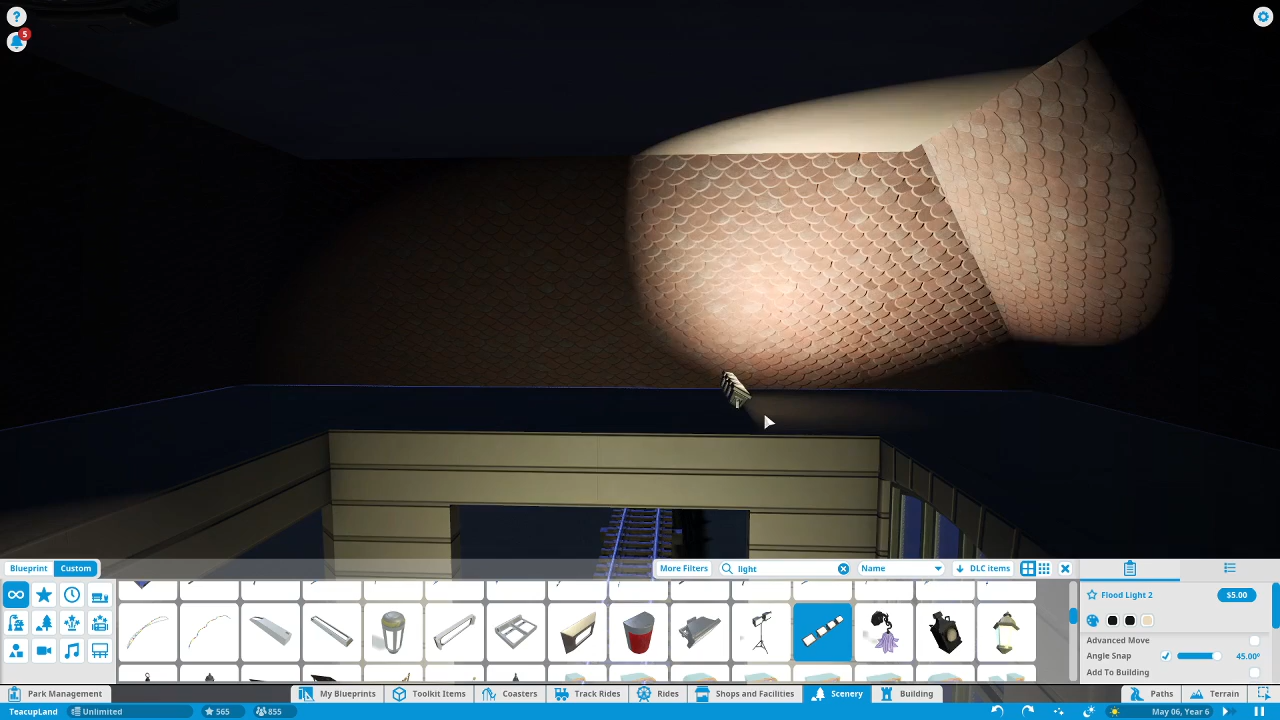 ?
5
Blueprint
Custom
More Filters
light
Name
DLC items
Flood Light 2
$5.00
Advanced Move
Angle Snap
45.00°
Add To Building
Park Management
My Blueprints
Toolkit Items
Coasters
Track Rides
Rides
Shops and Facilities
Scenery
Building
Paths
Terrain
TeacupLand
Unlimited
565
855
May 06, Year 6